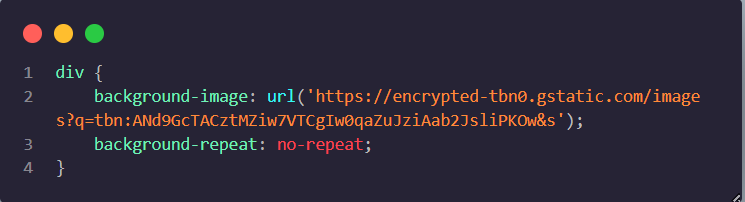 1 div {
2 background-image: url('https://encrypted-tbn0.gstatic.com/image
s?q=tbn:ANd9GcTACztMZiw7VTCgIw0qaZuJziAab2JsliPKOw&s');
3 background-repeat: no-repeat;
4 }